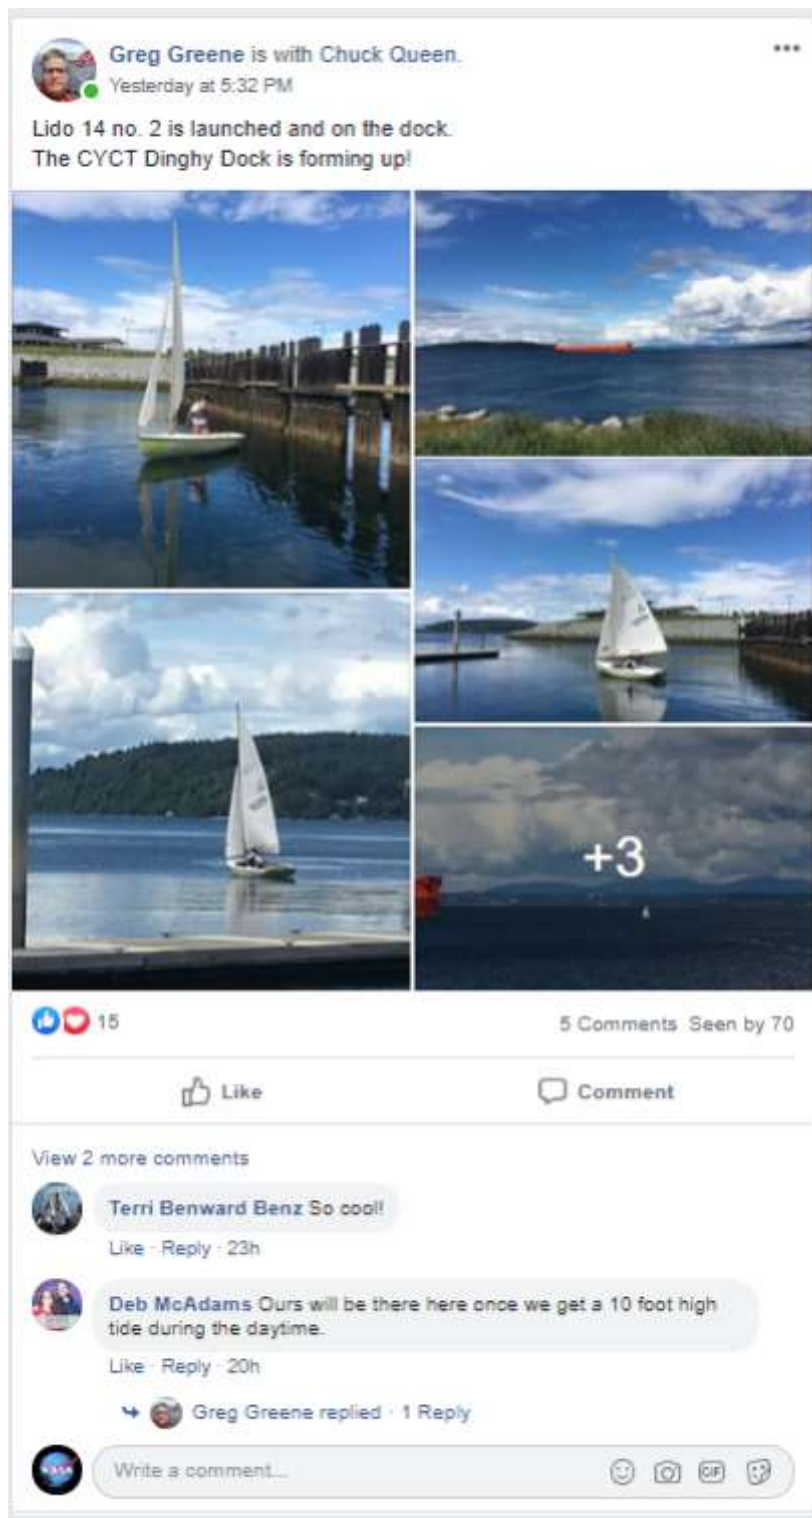 Greg Greene is with Chuck Queen.
Yesterday at 5:32 PM
Lido 14 no. 2 is launched and on the dock.
The CYCT Dinghy Dock is forming up!
+3
15
5 Comments Seen by 70
Like
Comment
View 2 more comments
Terri Benward Benz So cool!
Like · Reply · 23h
Deb McAdams Ours will be there here once we get a 10 foot high
tide during the daytime.
Like · Reply · 20h
Greg Greene replied · 1 Reply
NASA
Write a comment...
GIF